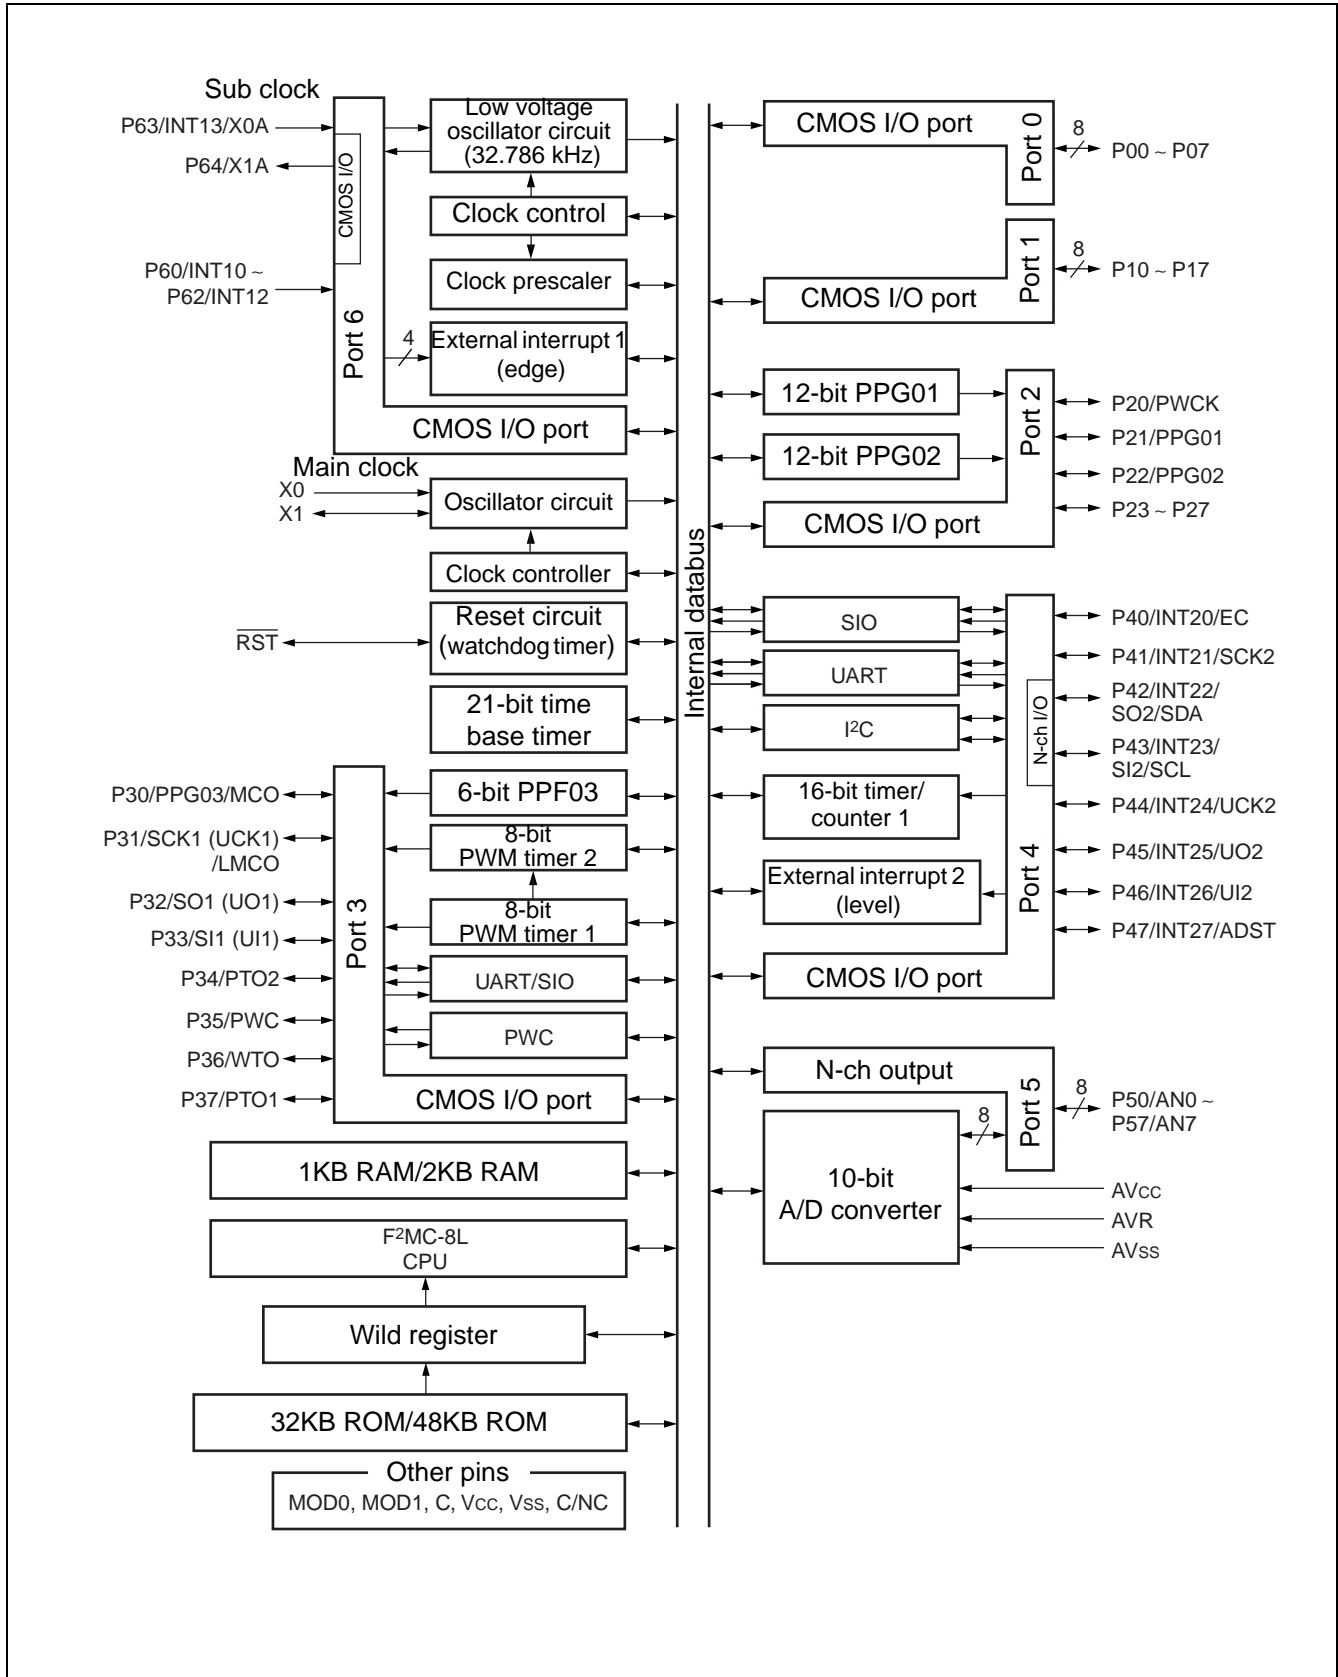 Sub clock
P63/INT13/X0A
P64/X1A
P60/INT10 ~
P62/INT12
CMOS I/O
Port 6
Low voltage
oscillator circuit
(32.786 kHz)
Clock control
Clock prescaler
4
External interrupt 1
(edge)
CMOS I/O port
Main clock
X0
X1
Oscillator circuit
Clock controller
RST
Reset circuit
(watchdog timer)
21-bit time
base timer
P30/PPG03/MCO
P31/SCK1 (UCK1)
/LMCO
P32/SO1 (UO1)
P33/SI1 (UI1)
P34/PTO2
P35/PWC
P36/WTO
P37/PTO1
Port 3
6-bit PPF03
8-bit
PWM timer 2
8-bit
PWM timer 1
UART/SIO
PWC
CMOS I/O port
1KB RAM/2KB RAM
F2MC-8L
CPU
Wild register
32KB ROM/48KB ROM
Other pins
MOD0, MOD1, C, Vcc, Vss, C/NC
Internal databus
CMOS I/O port
Port 0
8
P00 ~ P07
Port 1
8
P10 ~ P17
CMOS I/O port
12-bit PPG01
12-bit PPG02
CMOS I/O port
Port 2
P20/PWCK
P21/PPG01
P22/PPG02
P23 ~ P27
SIO
UART
I2C
16-bit timer/
counter 1
External interrupt 2
(level)
CMOS I/O port
N-ch I/O
Port 4
P40/INT20/EC
P41/INT21/SCK2
P42/INT22/
SO2/SDA
P43/INT23/
SI2/SCL
P44/INT24/UCK2
P45/INT25/UO2
P46/INT26/UI2
P47/INT27/ADST
N-ch output
Port 5
8
P50/AN0 ~
P57/AN7
8
10-bit
A/D converter
AVcc
AVR
AVss